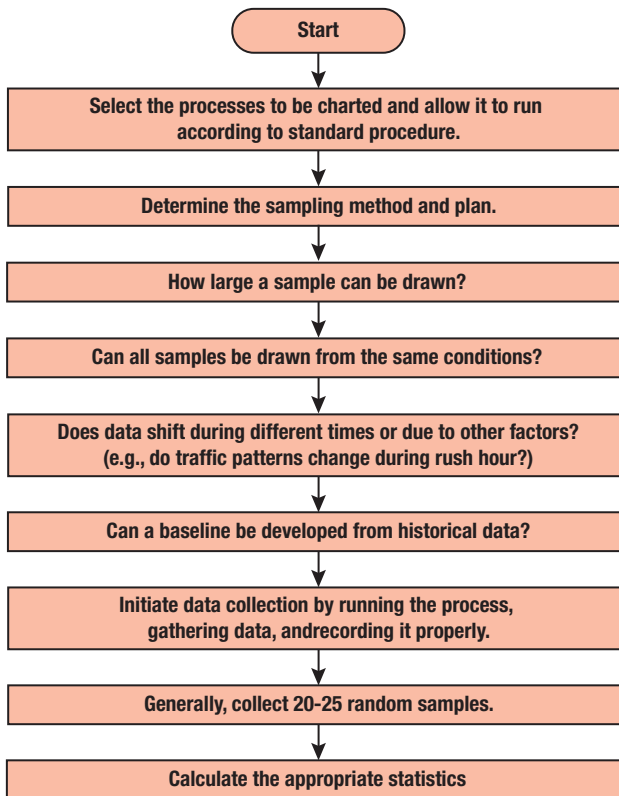 Start
Select the processes to be charted and allow it to run
according to standard procedure.
Determine the sampling method and plan.
How large a sample can be drawn?
Can all samples be drawn from the same conditions?
Does data shift during different times or due to other factors?
(e.g., do traffic patterns change during rush hour?)
Can a baseline be developed from historical data?
Initiate data collection by running the process,
gathering data, andrecording it properly.
Generally, collect 20-25 random samples.
Calculate the appropriate statistics